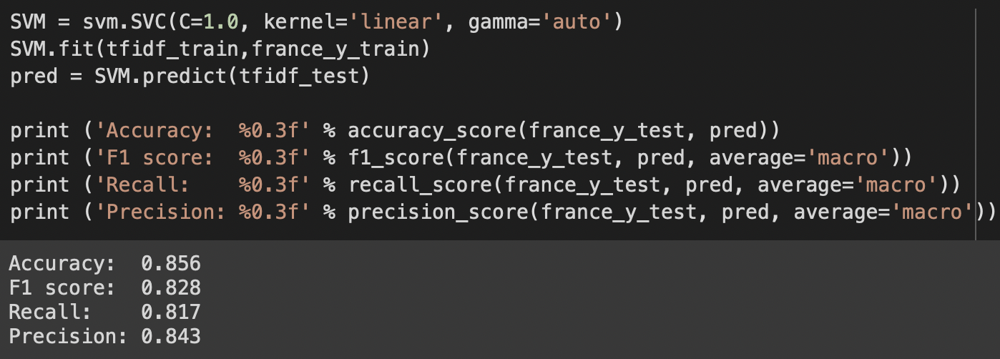 SVM = svm.SVC(C=1.0, kernel='linear', gamma='auto')
SVM.fit(tfidf_train,france_y_train)
pred = SVM.predict(tfidf_test)

print ('Accuracy:  %0.3f' % accuracy_score(france_y_test, pred))
print ('F1 score:  %0.3f' % f1_score(france_y_test, pred, average='macro'))
print ('Recall:    %0.3f' % recall_score(france_y_test, pred, average='macro'))
print ('Precision: %0.3f' % precision_score(france_y_test, pred, average='macro'))

Accuracy:  0.856
F1 score:  0.828
Recall:    0.817
Precision: 0.843